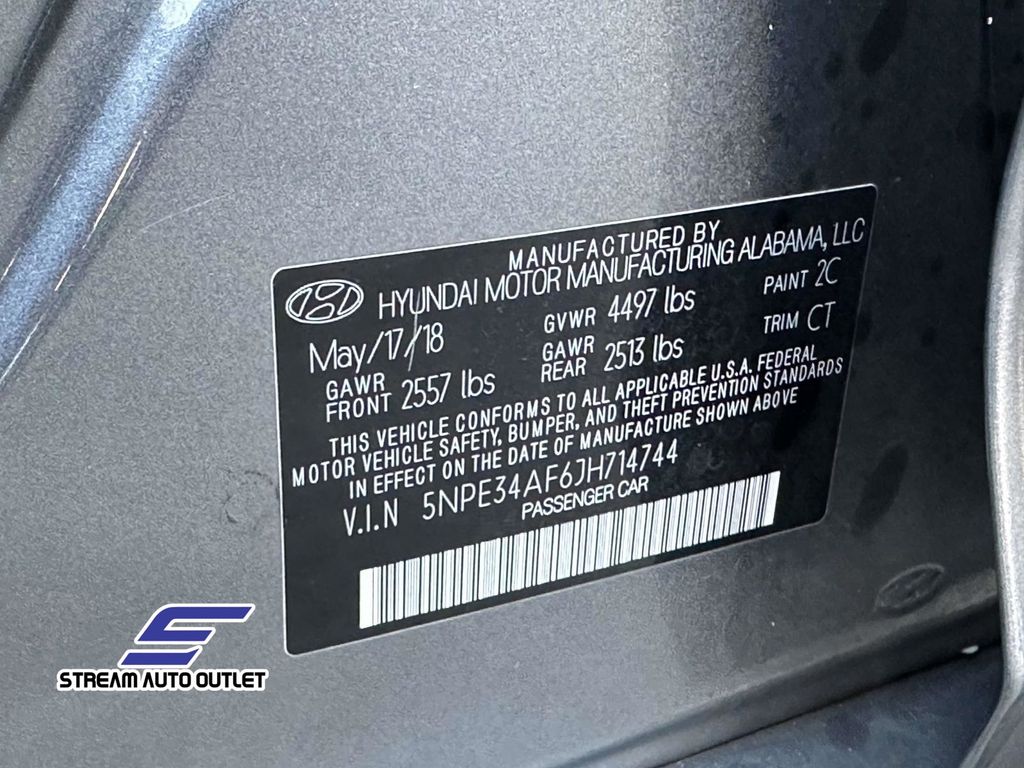 MANUFACTURED BY
HYUNDAI MOTOR MANUFACTURING ALABAMA, LLC
May/17/18 GVWR 4497 lbs PAINT 2C
GAWR FRONT 2557 lbs GAWR REAR 2513 lbs TRIM CT
THIS VEHICLE CONFORMS TO ALL APPLICABLE U.S.A. FEDERAL
MOTOR VEHICLE SAFETY, BUMPER, AND THEFT PREVENTION STANDARDS
IN EFFECT ON THE DATE OF MANUFACTURE SHOWN ABOVE
V.I.N 5NPE34AF6JH714744
PASSENGER CAR
STREAM AUTO OUTLET